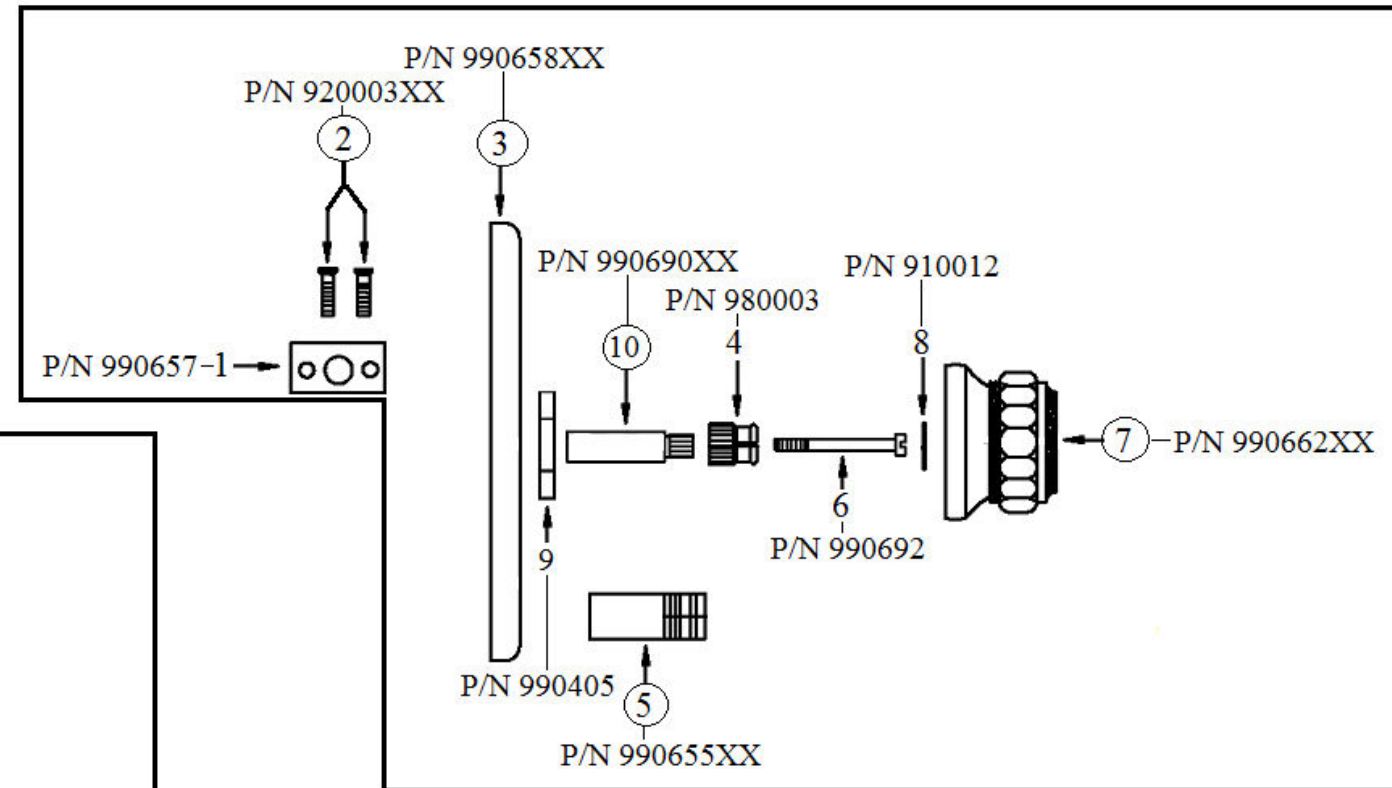 P/N 990658XX
P/N 920003XX
2
3
P/N 990690XX
P/N 910012
P/N 980003
10
4
8
P/N 990657-1
7
P/N 990662XX
6
P/N 990692
9
P/N 990405
5
P/N 990655XX